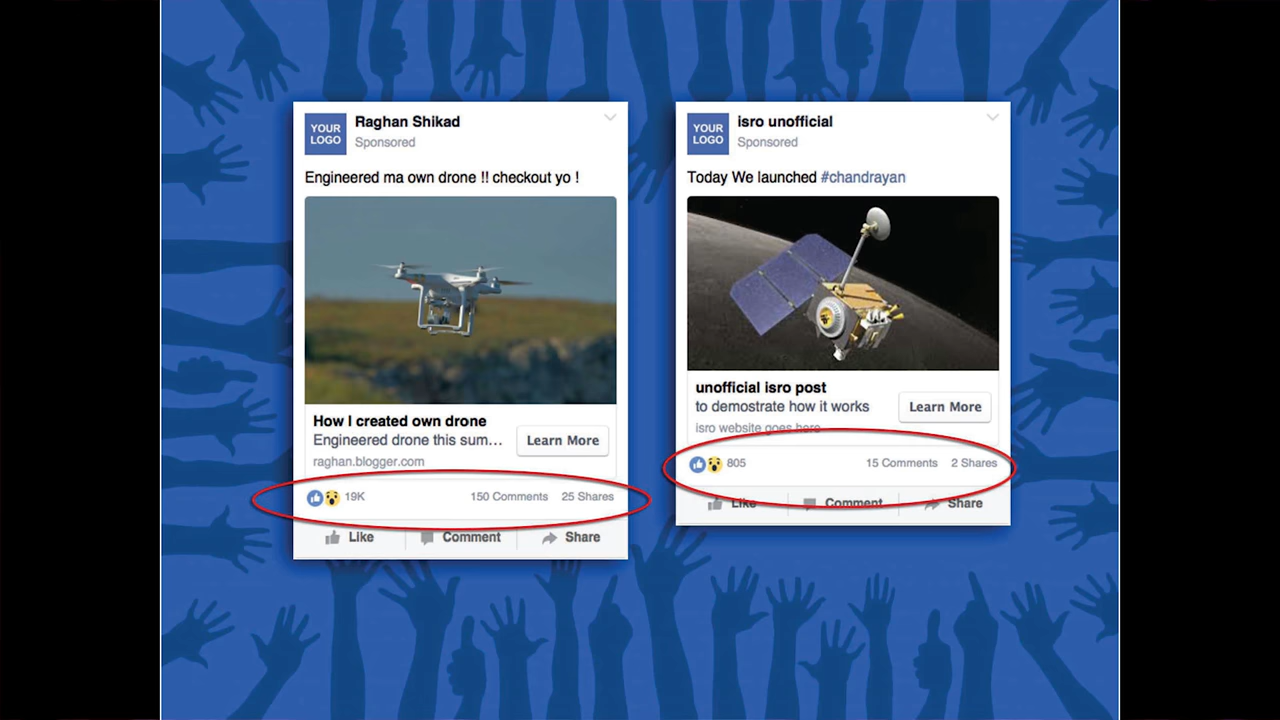 YOUR
LOGO
Raghan Shikad
Sponsored
Engineered ma own drone !! checkout yo !
How I created own drone
Engineered drone this sum...
raghan.blogger.com
Learn More
19K
150 Comments
25 Shares
Like
Comment
Share
YOUR
LOGO
isro unofficial
Sponsored
Today We launched #chandrayan
unofficial isro post
to demostrate how it works
isro website goes here
Learn More
805
15 Comments
2 Shares
Like
Comment
Share